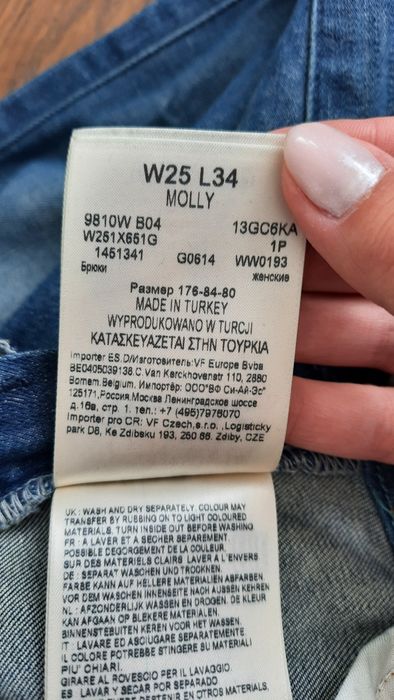 W25 L34
MOLLY
9810W B04 13GC6KA
W251X651G 1P
1451341 G0614 WW0193
Брюки женские
Размер 176-84-80
MADE IN TURKEY
WYPRODUKOWANO W TURCJI
ΚΑΤΑΣΚΕΥΑΖΕΤΑΙ ΣΤΗΝ ΤΟΥΡΚΙΑ
Importer ES.D/Изготовитель:VF Europe Bvba
BE0405039138.C.Van Kerckhovenstr 110, 2880
Bornem.Belgium. Импортёр: ООО"ВФ Си-Ай-Эс"
125171,Россия.Москва Ленинградское шоссе
д.16а, стр. 1. тел.: +7 (495)7976070
Importer pro CR: VF Czech,s.r.o. ,Logisticky
park D8, Ke Zdibsku 193, 250 66. Zdiby, CZE
UK : WASH AND DRY SEPARATELY. COLOUR MAY
TRANSFER BY RUBBING ON TO LIGHT COLOURED
MATERIALS. TURN INSIDE OUT BEFORE WASHING
FR : A LAVER ET A SECHER SEPAREMENT.
POSSIBLE DEGORGEMENT DE LA COULEUR
SUR DES MATERIELS CLAIRS. LAVER A L'ENVERS.
DE : SEPARAT WASCHEN UND TROCKNEN.
FARBE KANN AUF HELLERE MATERIALIEN ABFARBEN
VOR DEM WASCHEN INNENSEITE NACH AUSSEN KEHREN
NL : AFZONDERLIJK WASSEN EN DROGEN. DE KLEUR
KAN AFGAAN OP BLEKERE MATERIALEN.
BINNENSTEBUITEN KEREN VOOR HET WASSEN.
IT : LAVARE ED ASCIUGARE SEPARATAMENTE.
IL COLORE POTREBBE STINGERE SU MATERIALI
PIU' CHIARI.
GIRARE AL ROVESCIO PER IL LAVAGGIO.
ES : LAVAR Y SECAR POR SEPARADO
DESTENIR EN OTROS MATERIALS,